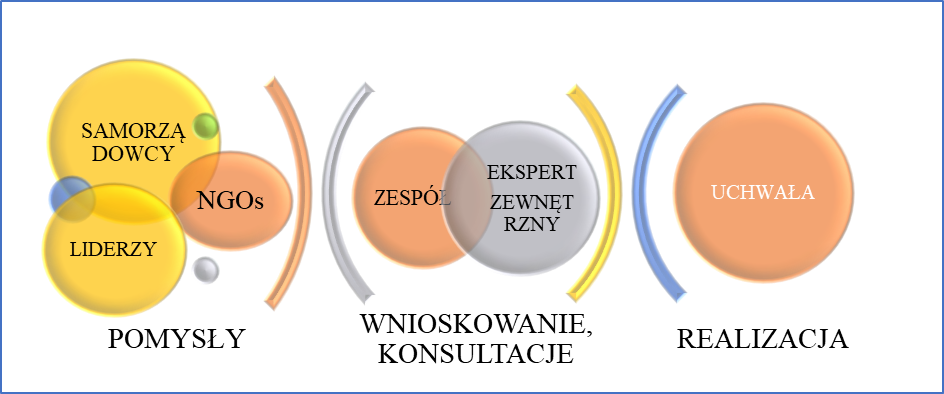 SAMORZĄ
DOWCY
NGOs
LIDERZY
POMYSŁY
ZESPÓŁ
EKSPERT
ZEWNĘT
RZNY
WNIOSKOWANIE,
KONSULTACJE
UCHWAŁA
REALIZACJA